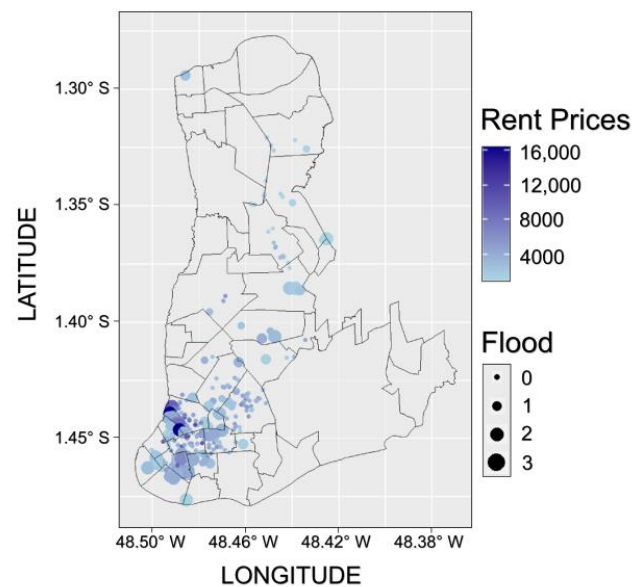 1.30° S
1.35° S
1.40° S
1.45° S
LATITUDE
48.50° W 48.46° W 48.42° W 48.38° W
LONGITUDE
Rent Prices
16,000
12,000
8000
4000
Flood
0
1
2
3